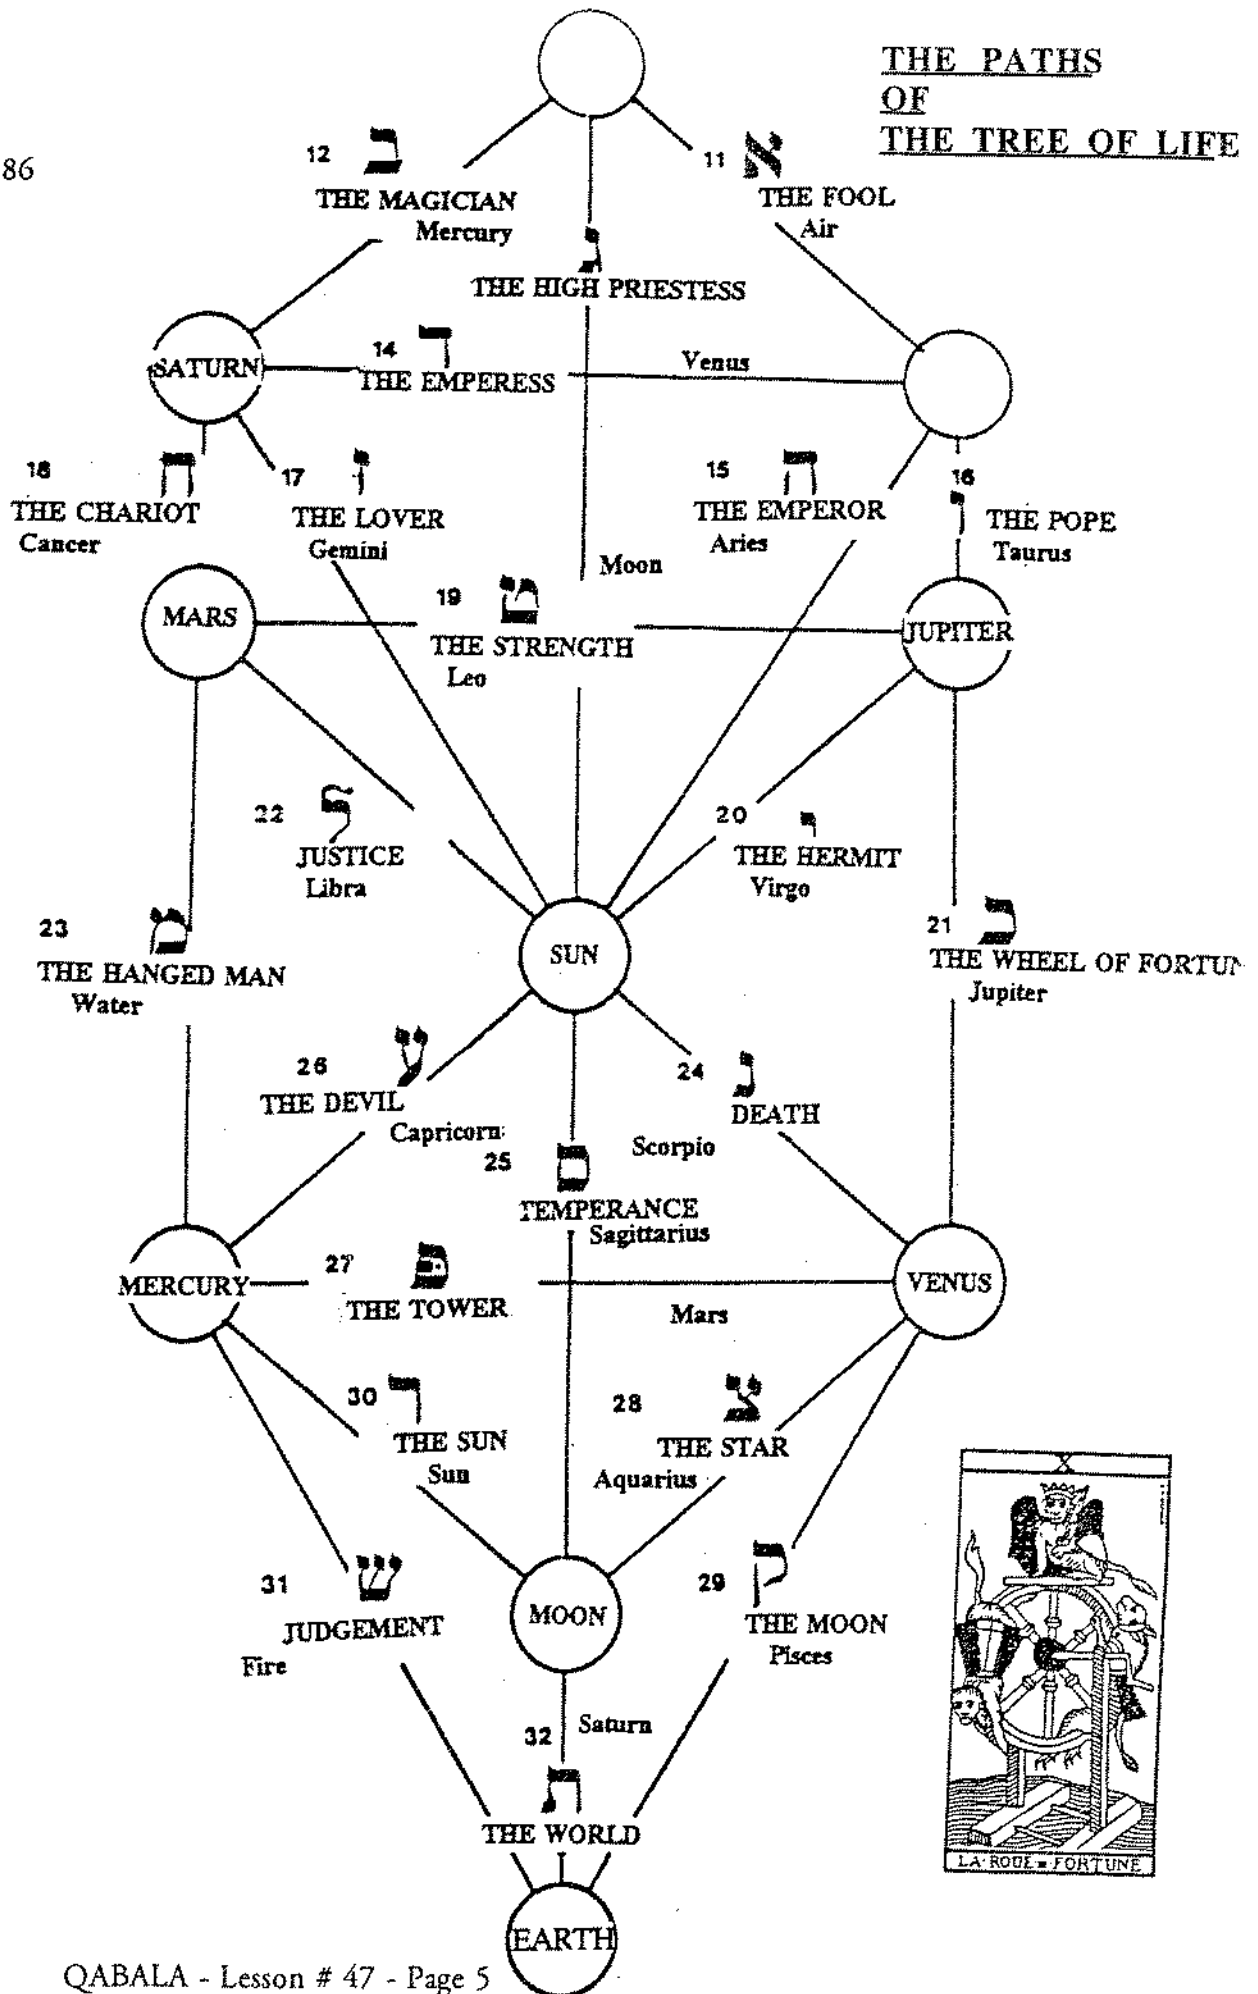 THE PATHS
OF
THE TREE OF LIFE
86
12 ב
THE MAGICIAN
Mercury
11 א
THE FOOL
Air
ג
THE HIGH PRIESTESS
SATURN
14 ד
THE EMPERESS
Venus
18 ח
THE CHARIOT
Cancer
17 ז
THE LOVER
Gemini
15
THE EMPEROR
Aries
16 ו
THE POPE
Taurus
Moon
MARS
19 ט
THE STRENGTH
Leo
JUPITER
22 ל
JUSTICE
Libra
20 י
THE HERMIT
Virgo
23 מ
THE HANGED MAN
Water
SUN
21 כ
THE WHEEL OF FORTUN
Jupiter
26 ע
THE DEVIL
Capricorn
24 נ
DEATH
Scorpio
25 ס
TEMPERANCE
Sagittarius
MERCURY
27 פ
THE TOWER
Mars
VENUS
30 ר
THE SUN
Sun
28 צ
THE STAR
Aquarius
31 ש
JUDGEMENT
Fire
MOON
29 ק
THE MOON
Pisces
Saturn
32 ת
THE WORLD
EARTH
X
LA·ROUE FORTUNE
QABALA - Lesson # 47 - Page 5